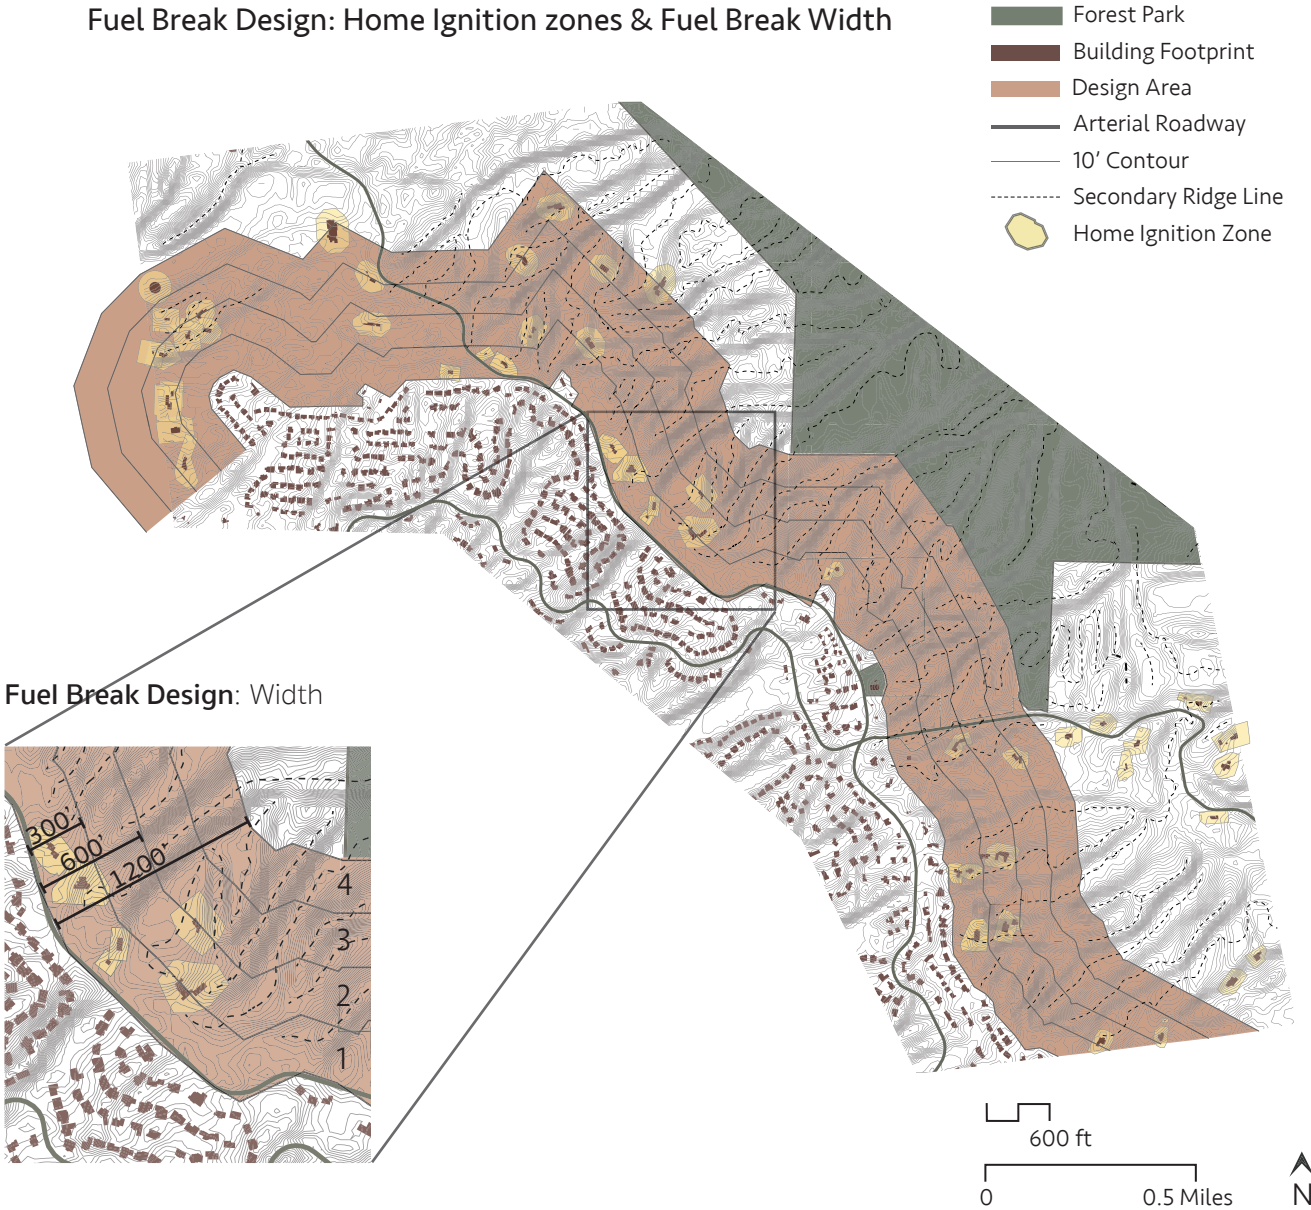 Fuel Break Design: Home Ignition zones & Fuel Break Width
Forest Park
Building Footprint
Design Area
Arterial Roadway
10' Contour
Secondary Ridge Line
Home Ignition Zone
Fuel Break Design: Width
300'
600'
1200'
4
3
2
1
600 ft
0 0.5 Miles
N